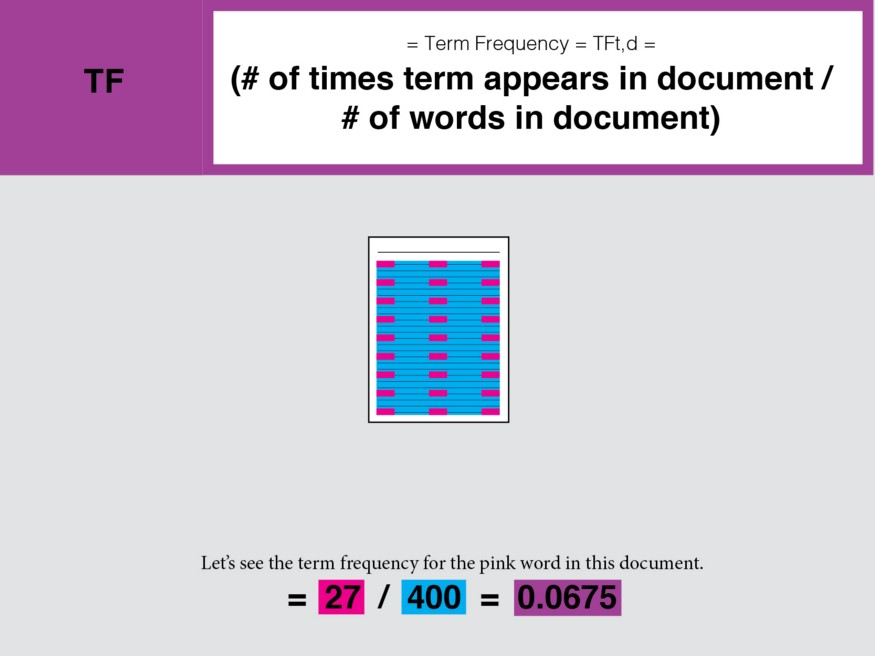 TF
= Term Frequency = TFt,d =
(# of times term appears in document /
# of words in document)
Let's see the term frequency for the pink word in this document.
= 27 / 400 = 0.0675